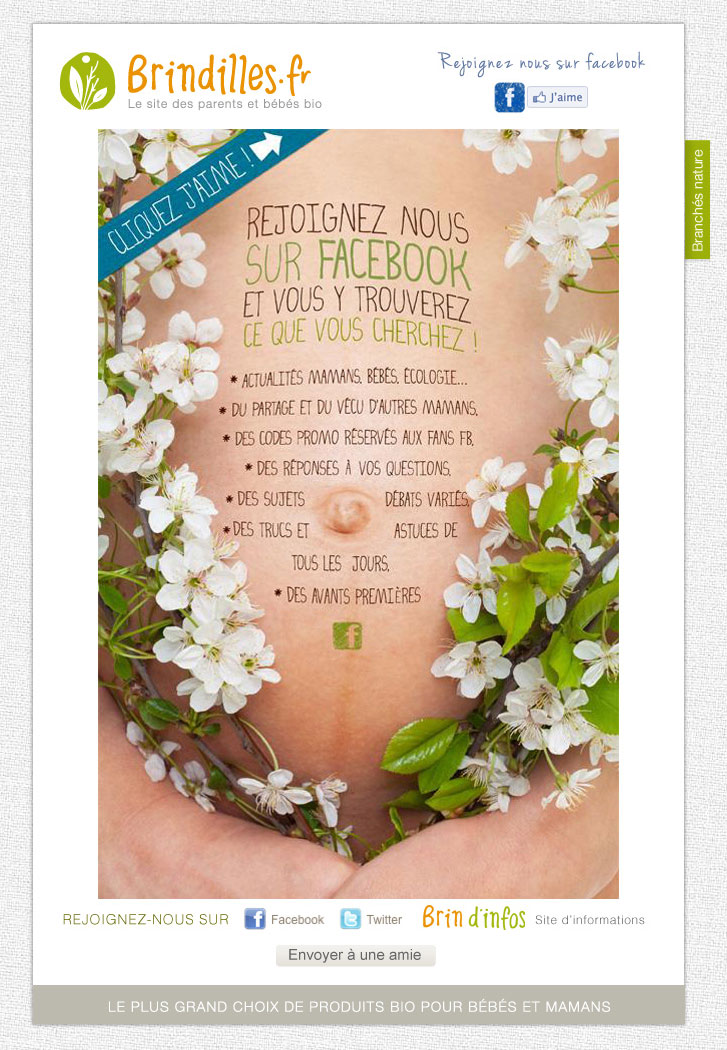 Brindilles.fr
Le site des parents et bébés bio
Rejoignez nous sur facebook
f J'aime
CLIQUEZ J'AIME !
Branchés nature
REJOIGNEZ NOUS
SUR FACEBOOK
ET VOUS Y TROUVEREZ
CE QUE VOUS CHERCHEZ !
* ACTUALITÉS MAMANS, BÉBÉS, ÉCOLOGIE...
* DU PARTAGE ET DU VÉCU D'AUTRES MAMANS,
* DES CODES PROMO RÉSERVÉS AUX FANS FB,
* DES RÉPONSES À VOS QUESTIONS,
* DES SUJETS DÉBATS VARIÉS,
* DES TRUCS ET ASTUCES DE
TOUS LES JOURS,
* DES AVANTS PREMIÈRES
f
REJOIGNEZ-NOUS SUR f Facebook t Twitter Brin d'infos Site d'informations
Envoyer à une amie
LE PLUS GRAND CHOIX DE PRODUITS BIO POUR BÉBÉS ET MAMANS